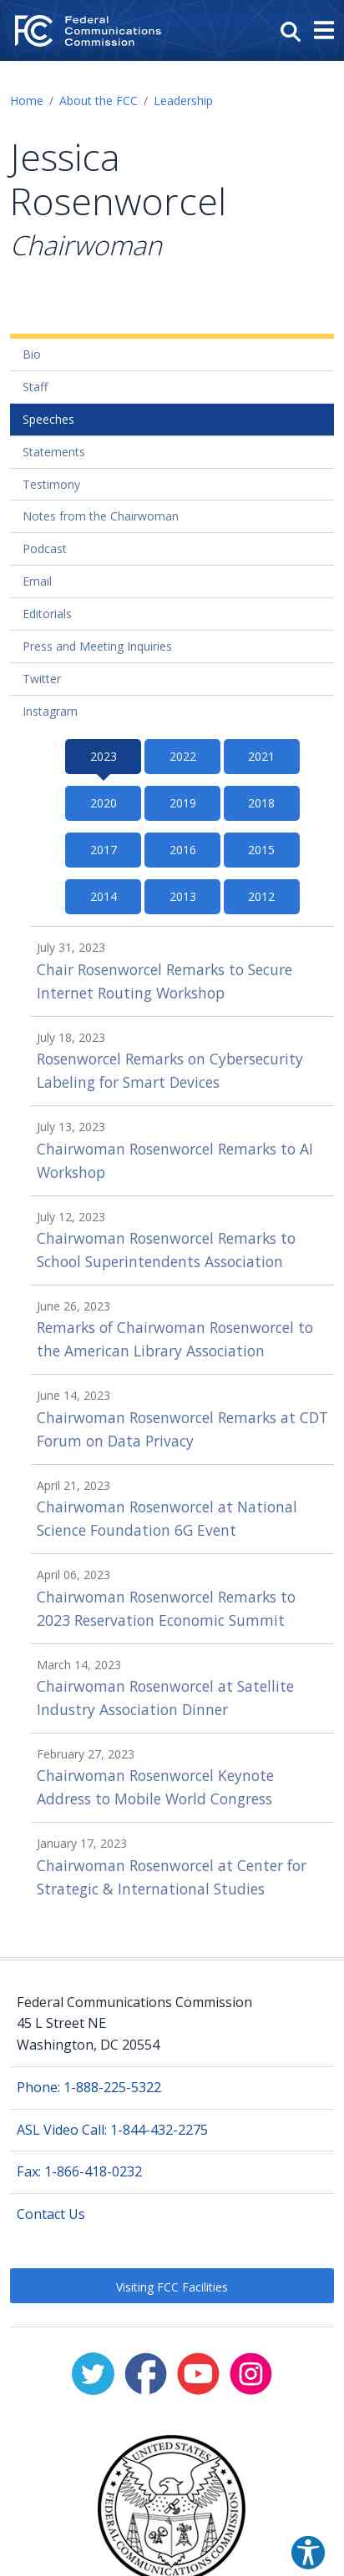 FCC
Federal
Communications
Commission
Home / About the FCC / Leadership
Jessica
Rosenworcel
Chairwoman
Bio
Staff
Speeches
Statements
Testimony
Notes from the Chairwoman
Podcast
Email
Editorials
Press and Meeting Inquiries
Twitter
Instagram
2023 2022 2021
2020 2019 2018
2017 2016 2015
2014 2013 2012
July 31, 2023
Chair Rosenworcel Remarks to Secure
Internet Routing Workshop
July 18, 2023
Rosenworcel Remarks on Cybersecurity
Labeling for Smart Devices
July 13, 2023
Chairwoman Rosenworcel Remarks to AI
Workshop
July 12, 2023
Chairwoman Rosenworcel Remarks to
School Superintendents Association
June 26, 2023
Remarks of Chairwoman Rosenworcel to
the American Library Association
June 14, 2023
Chairwoman Rosenworcel Remarks at CDT
Forum on Data Privacy
April 21, 2023
Chairwoman Rosenworcel at National
Science Foundation 6G Event
April 06, 2023
Chairwoman Rosenworcel Remarks to
2023 Reservation Economic Summit
March 14, 2023
Chairwoman Rosenworcel at Satellite
Industry Association Dinner
February 27, 2023
Chairwoman Rosenworcel Keynote
Address to Mobile World Congress
January 17, 2023
Chairwoman Rosenworcel at Center for
Strategic & International Studies
Federal Communications Commission
45 L Street NE
Washington, DC 20554
Phone: 1-888-225-5322
ASL Video Call: 1-844-432-2275
Fax: 1-866-418-0232
Contact Us
Visiting FCC Facilities
UNITED STATES
FEDERAL COMMUNICATIONS COMMISSION